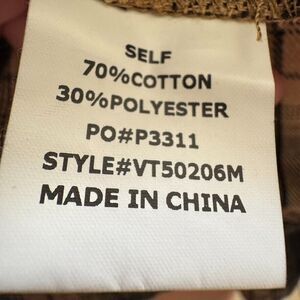 SELF
70%COTTON
30%POLYESTER
PO#P3311
STYLE#VT50206M
MADE IN CHINA